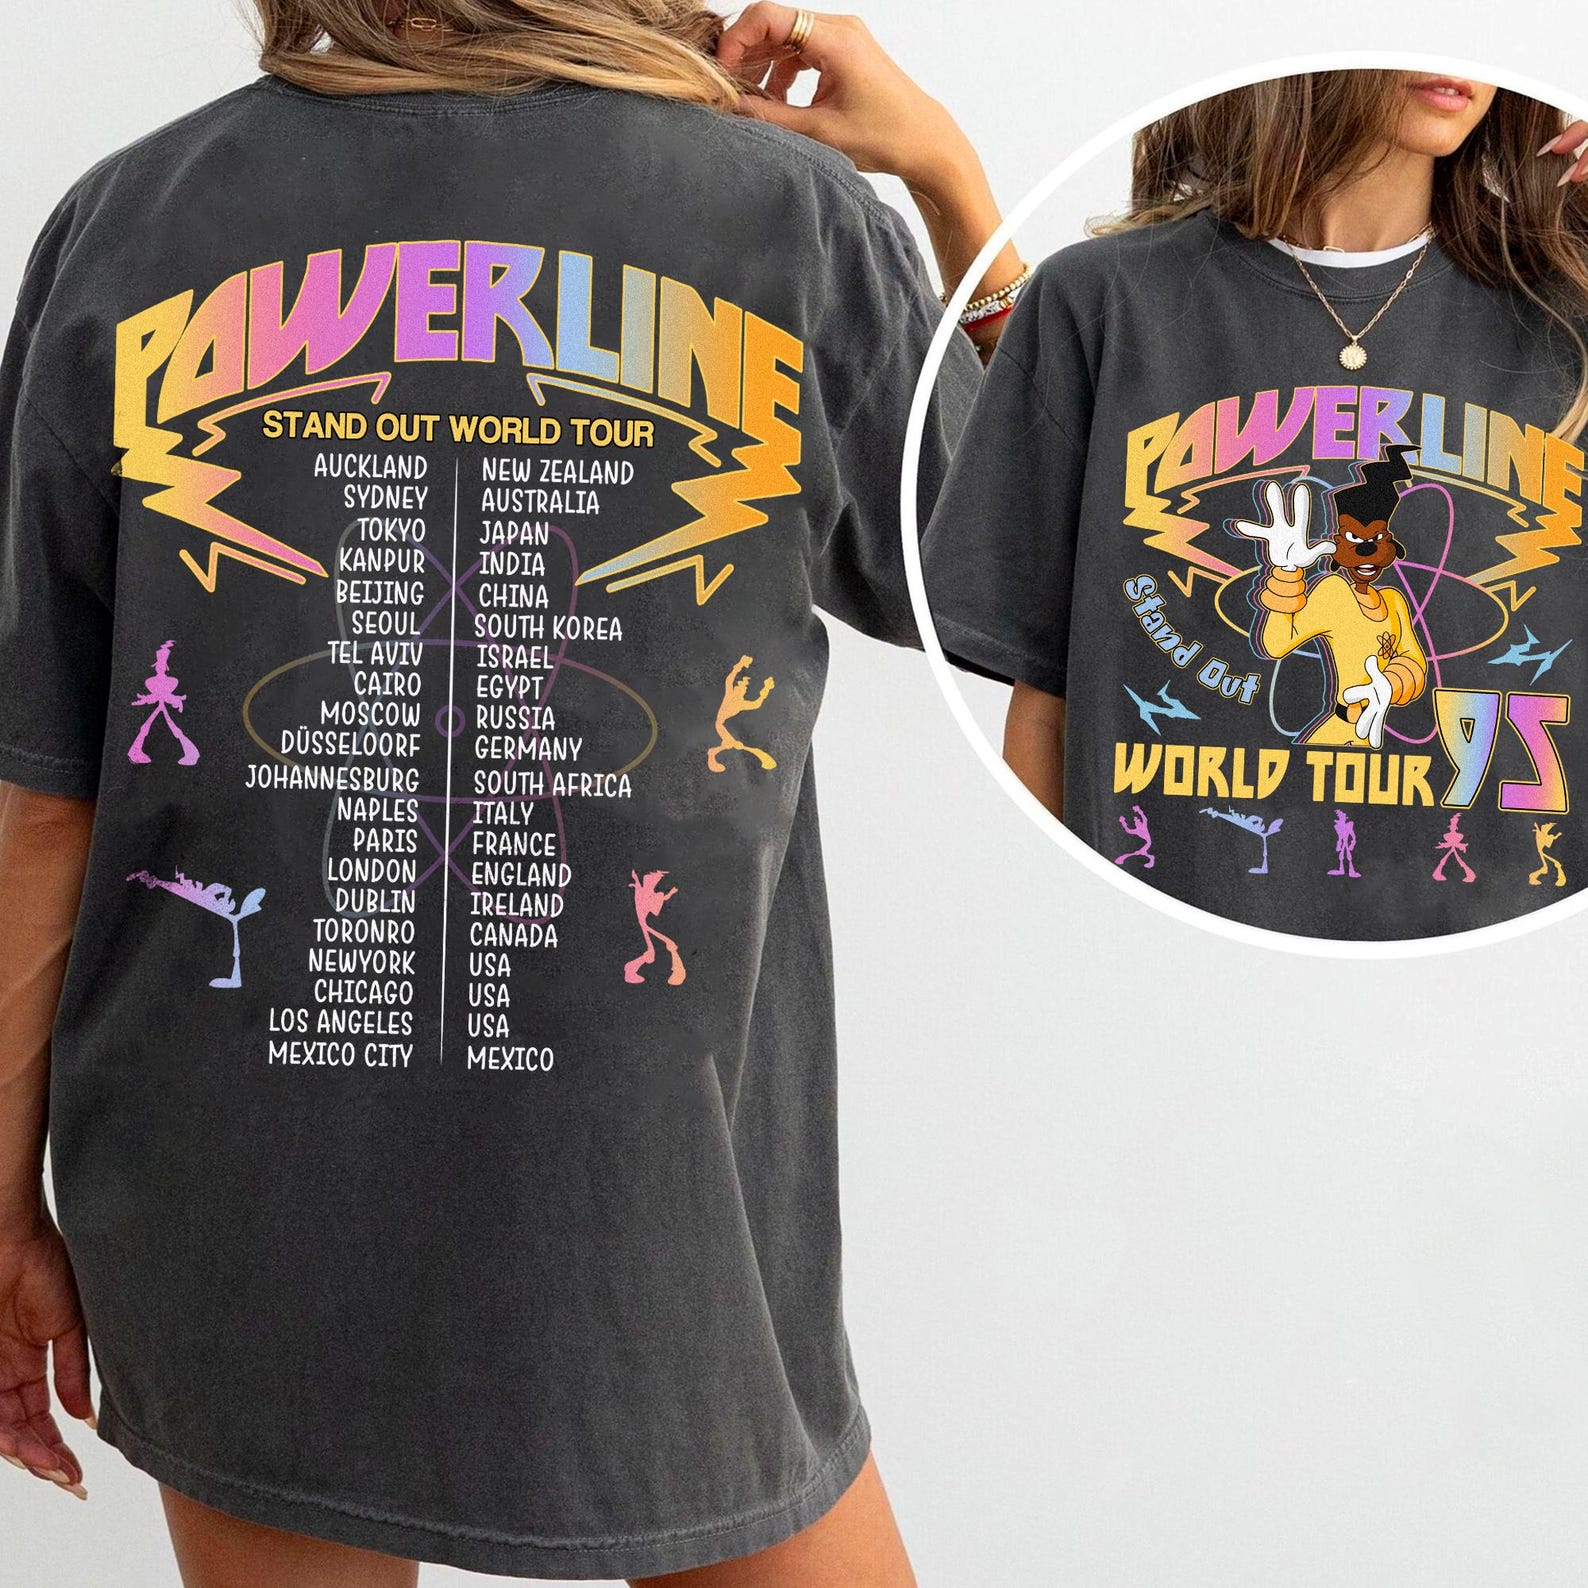 POWERLINE
STAND OUT WORLD TOUR
AUCKLAND NEW ZEALAND
SYDNEY AUSTRALIA
TOKYO JAPAN
KANPUR INDIA
BEIJING CHINA
SEOUL SOUTH KOREA
TEL AVIV ISRAEL
CAIRO EGYPT
MOSCOW RUSSIA
DÜSSELOORF GERMANY
JOHANNESBURG SOUTH AFRICA
NAPLES ITALY
PARIS FRANCE
LONDON ENGLAND
DUBLIN IRELAND
TORONRO CANADA
NEWYORK USA
CHICAGO USA
LOS ANGELES USA
MEXICO CITY MEXICO
POWERLINE
Stand Out
WORLD TOUR 95